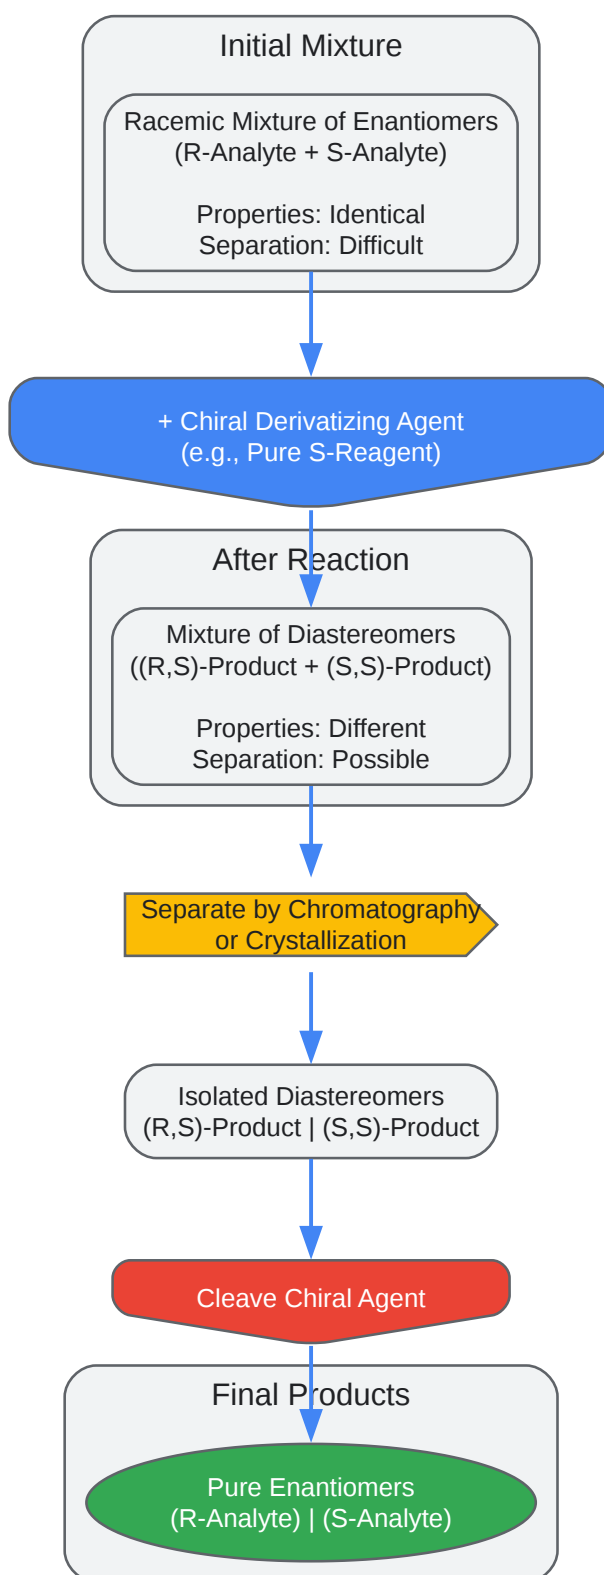 Initial Mixture
Racemic Mixture of Enantiomers
(R-Analyte + S-Analyte)
Properties: Identical
Separation: Difficult
+ Chiral Derivatizing Agent
(e.g., Pure S-Reagent)
After Reaction
Mixture of Diastereomers
((R,S)-Product + (S,S)-Product)
Properties: Different
Separation: Possible
Separate by Chromatography
or Crystallization
Isolated Diastereomers
(R,S)-Product | (S,S)-Product
Cleave Chiral Agent
Final Products
Pure Enantiomers
(R-Analyte) | (S-Analyte)